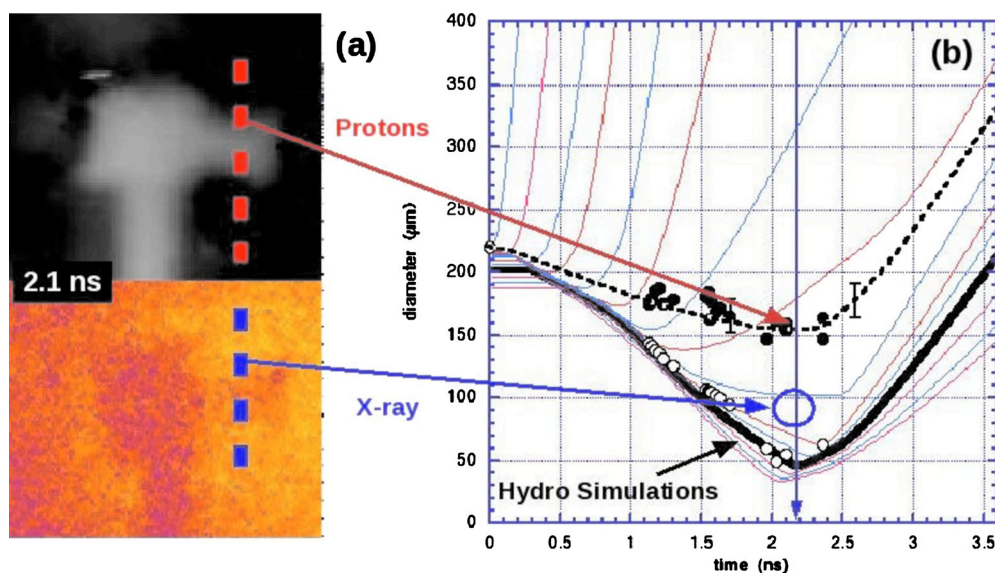 (a)
Protons
2.1 ns
X-ray
(b)
400
350
300
250
200
150
100
50
0
diameter (µm)
Hydro Simulations
0 0.5 1 1.5 2 2.5 3 3.5
time (ns)